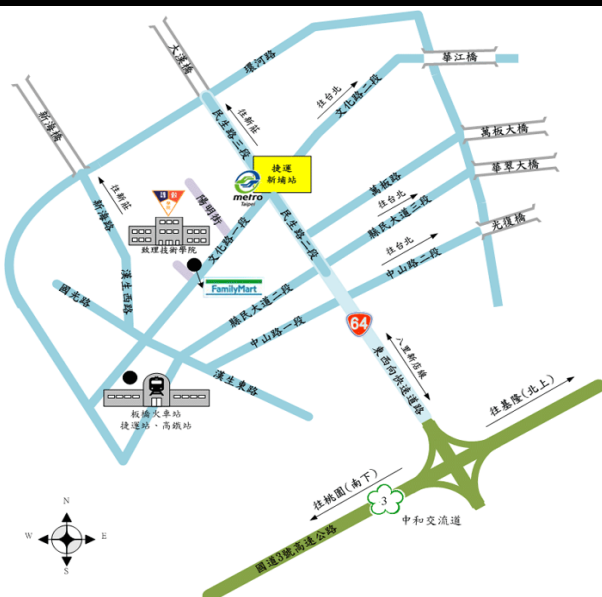 大漢橋
環河路
華江橋
往台北
文化路二段
新海橋
往新莊
民生路三段
萬板大橋
捷運
新埔站
華翠大橋
metro
Taipei
萬板路
往新莊
陽明街
往台北
縣民大道三段
光復橋
新海路
致理技術學院
文化路一段
民生路二段
往台北
中山路二段
漢生西路
FamilyMart
國光路
縣民大道二段
64
中山路一段
八里新店線
東西向快速道路
漢生東路
往基隆(北上)
板橋火車站
捷運站、高鐵站
往桃園(南下)
3
中和交流道
國道3號高速公路
N
W
E
S